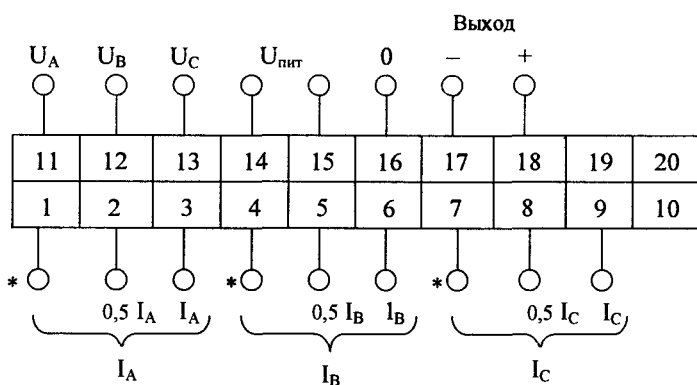 Выход
U_A U_B U_C U_пит 0 – +
11 12 13 14 15 16 17 18 19 20
1 2 3 4 5 6 7 8 9 10
* * *
0,5 I_A I_A 0,5 I_B I_B 0,5 I_C I_C
I_A I_B I_C